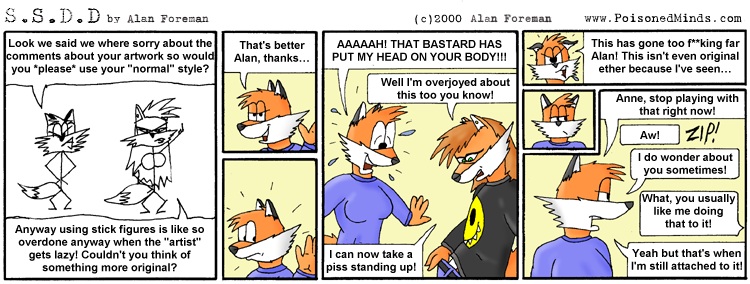 S.S.D.D by Alan Foreman
(c)2000 Alan Foreman
www.PoisonedMinds.com
Look we said we where sorry about the
comments about your artwork so would
you *please* use your "normal" style?
Anyway using stick figures is like so
overdone anyway when the "artist"
gets lazy! Couldn't you think of
something more original?
That's better
Alan, thanks...
AAAAAH! THAT BASTARD HAS
PUT MY HEAD ON YOUR BODY!!!
Well I'm overjoyed about
this too you know!
I can now take a
piss standing up!
This has gone too f**king far
Alan! This isn't even original
ether because I've seen...
Anne, stop playing with
that right now!
Aw!
ZIP!
I do wonder about
you sometimes!
What, you usually
like me doing
that to it!
Yeah but that's when
I'm still attached to it!